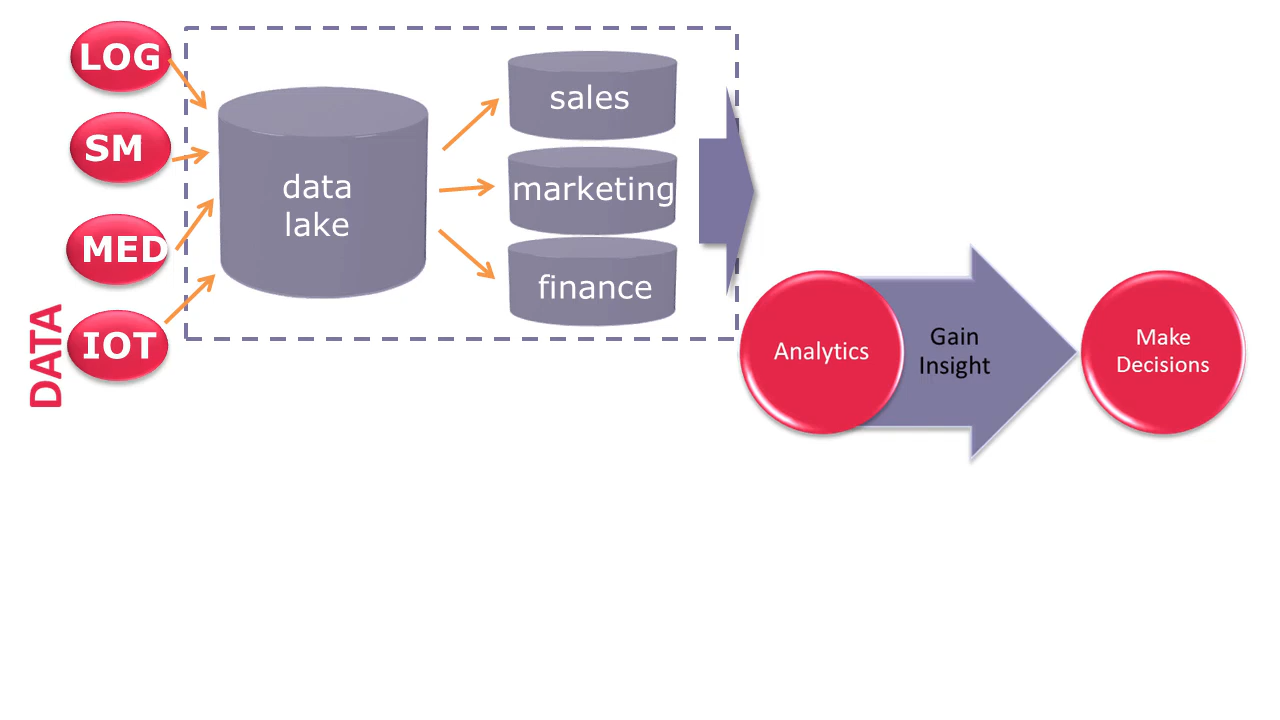 LOG
SM
MED
IOT
DATA
data
lake
sales
marketing
finance
Analytics
Gain
Insight
Make
Decisions